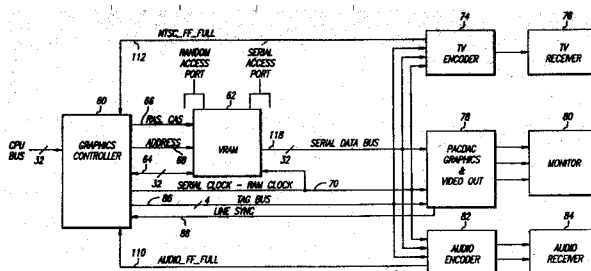 NTSC_FF_FULL
112
74
TV
ENCODER
76
TV
RECEIVER
RANDOM
ACCESS
PORT
SERIAL
ACCESS
PORT
60
66
RAS, CAS
62
VRAM
CPU
BUS
32
GRAPHICS
CONTROLLER
ADDRESS
68
64
32
118
SERIAL DATA BUS
32
78
PACDAC
GRAPHICS
&
VIDEO OUT
80
MONITOR
SERIAL CLOCK - RAM CLOCK
70
86
4
TAG BUS
LINE SYNC
88
82
AUDIO
ENCODER
84
AUDIO
RECEIVER
110
AUDIO_FF_FULL